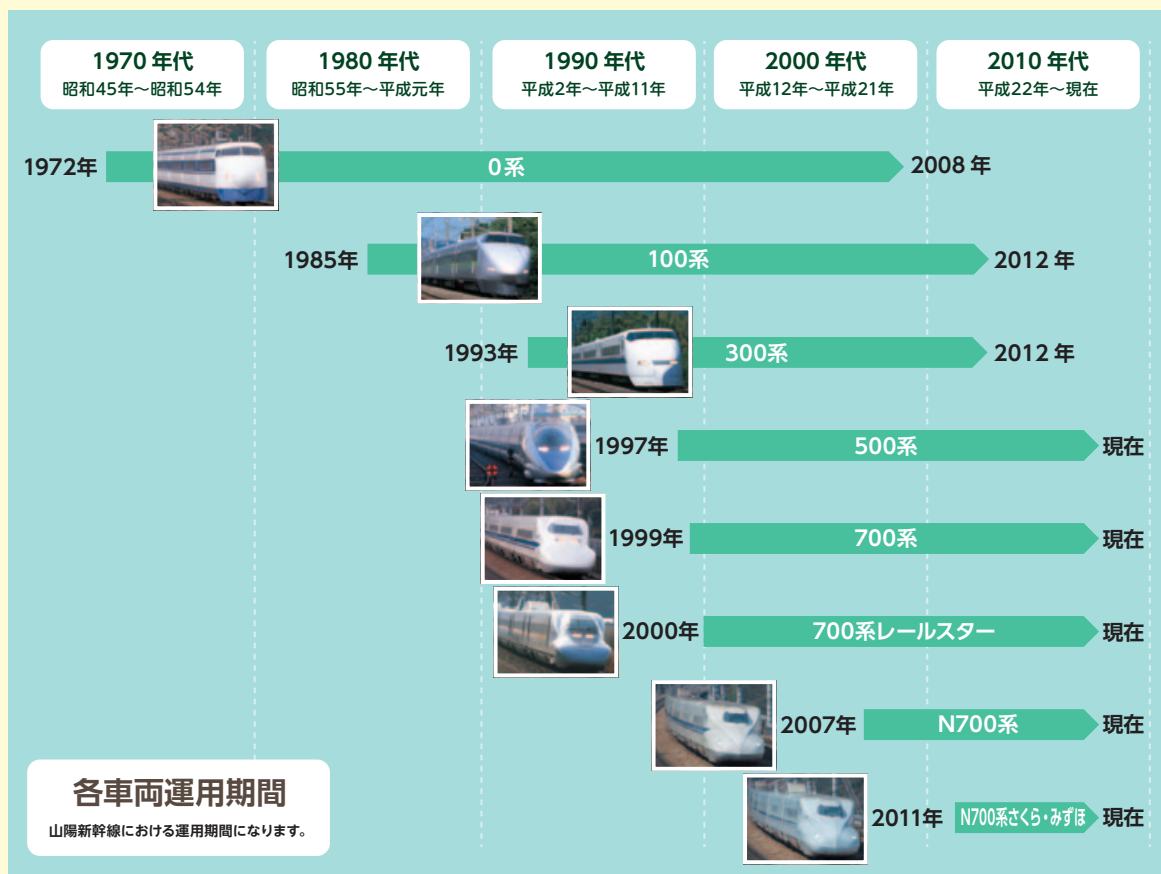 1970 年代
昭和45年～昭和54年
1980 年代
昭和55年～平成元年
1990 年代
平成2年～平成11年
2000 年代
平成12年～平成21年
2010 年代
平成22年～現在
1972年
0系
2008 年
1985年
100系
2012 年
1993年
300系
2012 年
1997年
500系
現在
1999年
700系
現在
2000年
700系レールスター
現在
2007年
N700系
現在
2011年
N700系さくら・みずほ
現在
各車両運用期間
山陽新幹線における運用期間になります。